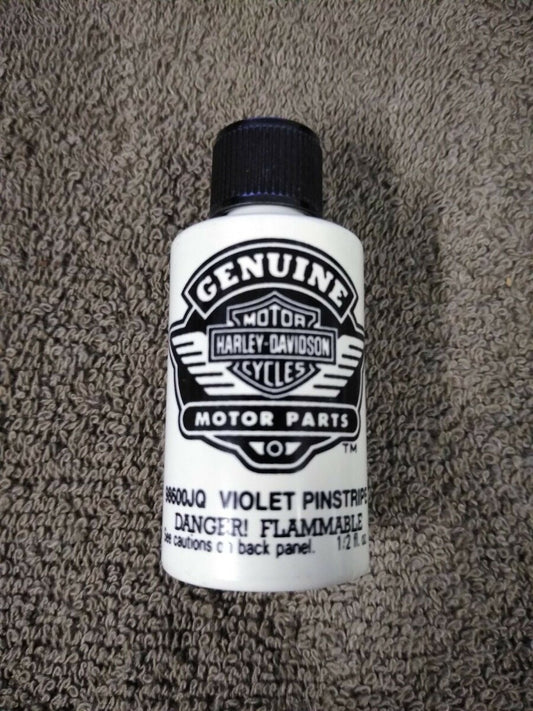 GENUINE
MOTOR
HARLEY-DAVIDSON
CYCLES
MOTOR PARTS
TM
98600JQ VIOLET PINSTRIPE
DANGER! FLAMMABLE
See cautions on back panel. 1/2 fl. oz.